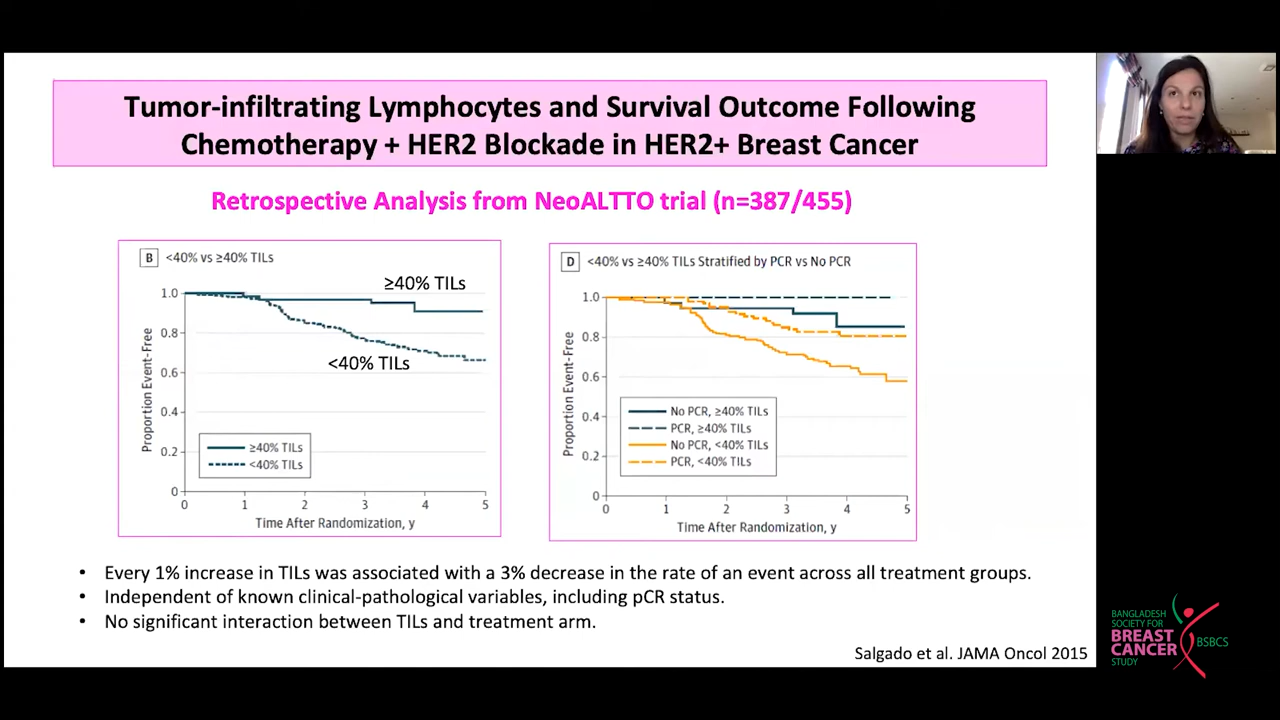 Tumor-infiltrating Lymphocytes and Survival Outcome Following
Chemotherapy + HER2 Blockade in HER2+ Breast Cancer
Retrospective Analysis from NeoALTTO trial (n=387/455)
B <40% vs ≥40% TILs
≥40% TILs
<40% TILs
Proportion Event-Free
1.0
0.8
0.6
0.4
0.2
0
≥40% TILs
<40% TILs
0 1 2 3 4 5
Time After Randomization, y
D <40% vs ≥40% TILs Stratified by PCR vs No PCR
Proportion Event-Free
1.0
0.8
0.6
0.4
0.2
0
No PCR, ≥40% TILs
PCR, ≥40% TILs
No PCR, <40% TILs
PCR, <40% TILs
0 1 2 3 4 5
Time After Randomization, y
• Every 1% increase in TILs was associated with a 3% decrease in the rate of an event across all treatment groups.
• Independent of known clinical-pathological variables, including pCR status.
• No significant interaction between TILs and treatment arm.
Salgado et al. JAMA Oncol 2015
BANGLADESH
SOCIETY FOR
BREAST
CANCER
STUDY
BSBCS